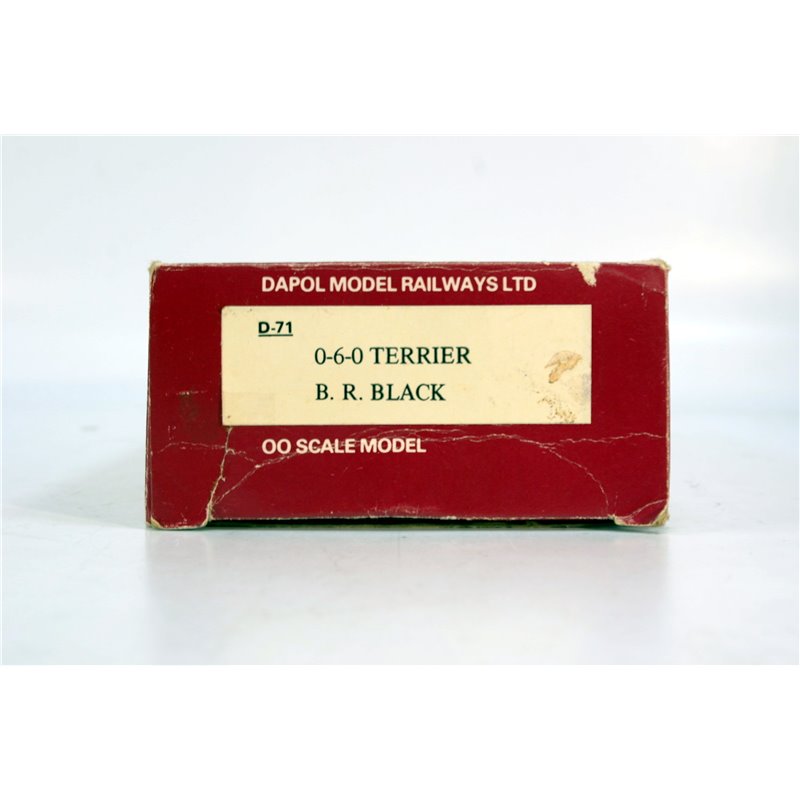 DAPOL MODEL RAILWAYS LTD
D-71
0-6-0 TERRIER
B. R. BLACK
OO SCALE MODEL